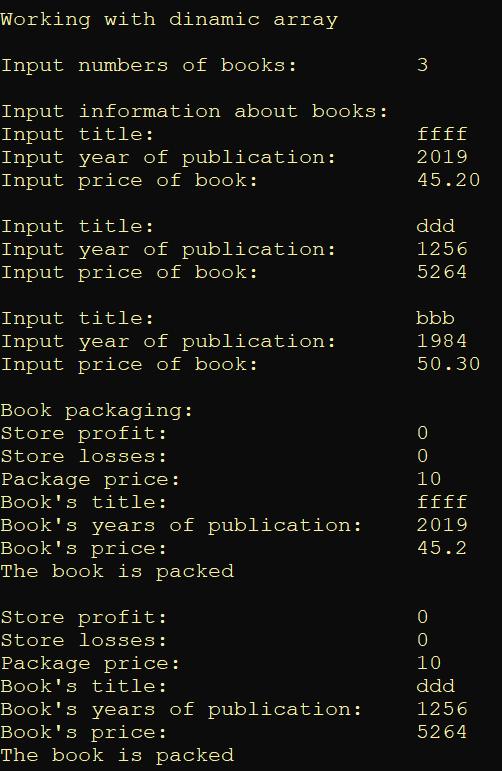 Working with dinamic array
Input numbers of books: 3
Input information about books:
Input title: ffff
Input year of publication: 2019
Input price of book: 45.20
Input title: ddd
Input year of publication: 1256
Input price of book: 5264
Input title: bbb
Input year of publication: 1984
Input price of book: 50.30
Book packaging:
Store profit: 0
Store losses: 0
Package price: 10
Book's title: ffff
Book's years of publication: 2019
Book's price: 45.2
The book is packed
Store profit: 0
Store losses: 0
Package price: 10
Book's title: ddd
Book's years of publication: 1256
Book's price: 5264
The book is packed